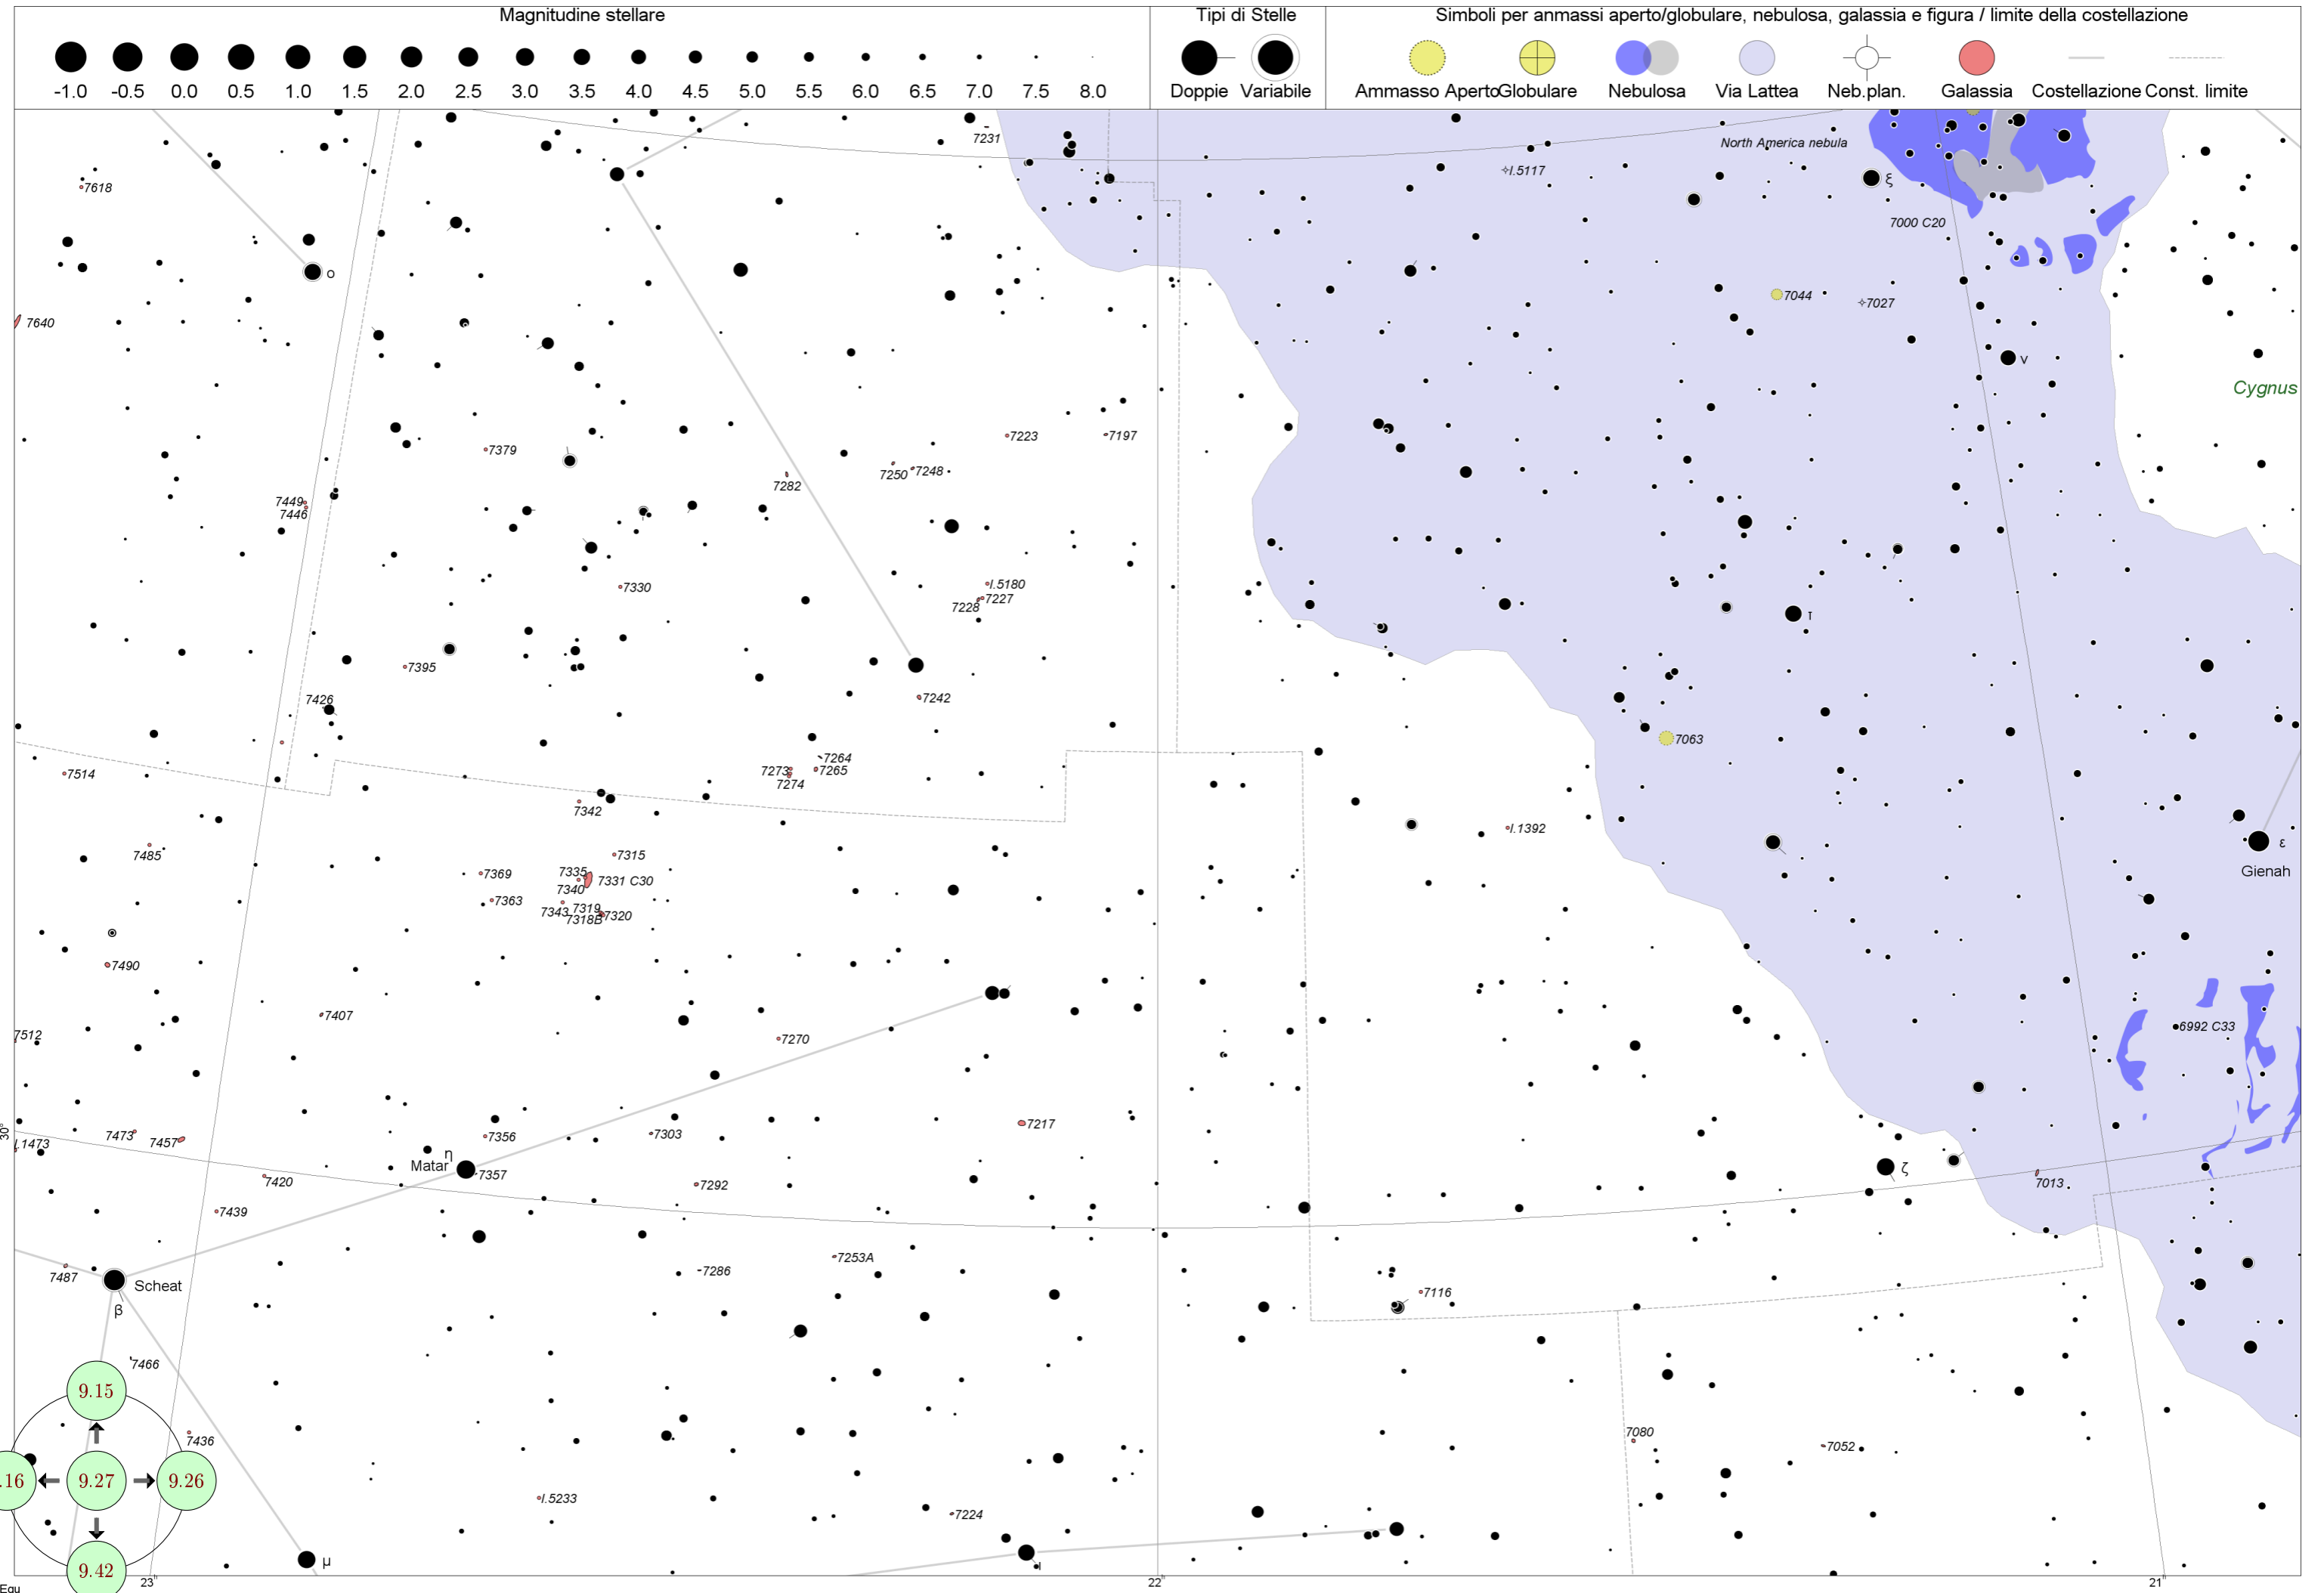 Magnitudine stellare
Tipi di Stelle
Simboli per anmassi aperto/globulare, nebulosa, galassia e figura / limite della costellazione
-1.0 -0.5 0.0 0.5 1.0 1.5 2.0 2.5 3.0 3.5 4.0 4.5 5.0 5.5 6.0 6.5 7.0 7.5 8.0
Doppie Variabile
Ammasso Aperto Globulare Nebulosa Via Lattea Neb.plan. Galassia Costellazione Const. limite
7231
North America nebula
I.5117
ξ
7618
7000 C20
ο
7044
7027
7640
ν
Cygnus
7223
7197
7379
7250
7248
7282
7449
7446
I.5180
7330
7227
7228
τ
7395
7242
7426
7063
7264
7514
7273
7265
7274
7342
I.1392
ε
7485
7315
Gienah
7369
7335
7331 C30
7340
7363
7343
7319
7320
7318B
7490
7407
6992 C33
7512
7270
7217
30°
7473
7457
7356
7303
I.1473
η
Matar
7357
ζ
7420
7292
7013
7439
7253A
7487
7286
Scheat
7116
β
7466
9.15
7436
7080
7052
.16
9.27
9.26
I.5233
7224
μ
ι
9.42
23h
22h
21h
Equ